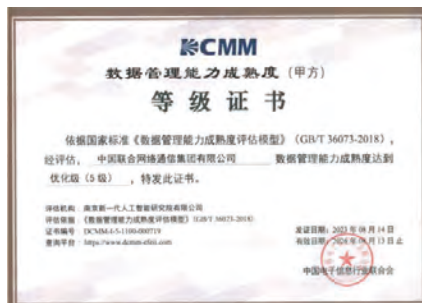 DCMM
数据管理能力成熟度(甲方)
等级证书
依据国家标准《数据管理能力成熟度评估模型》(GB/T 36073-2018),
经评估, 中国联合网络通信集团有限公司 数据管理能力成熟度达到
优化级(5级) ,特发此证书。
评估机构:南京新一代人工智能研究院有限公司
评估依据:《数据管理能力成熟度评估模型》(GB/T 36073-2018)
证书编号:DCMM-I-5-1100-000719
查询平台:https://www.dcmm-cfiii.com
发证日期:2023年08月14日
有效日期:2026年08月13日止
中国电子信息行业联合会